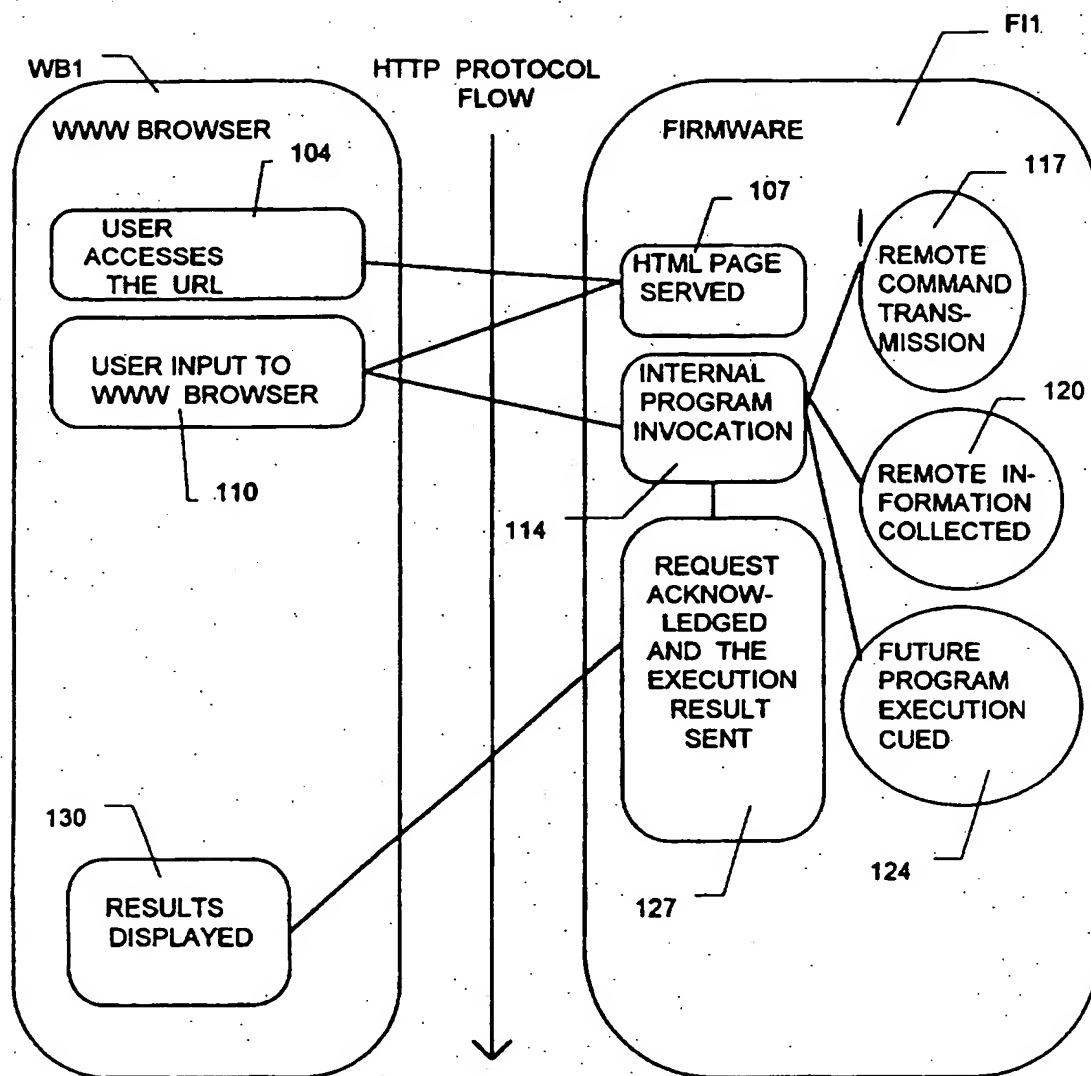 FI1
WB1
HTTP PROTOCOL
FLOW
WWW BROWSER
FIRMWARE
104
117
107
USER
ACCESSES
THE URL
HTML PAGE
SERVED
REMOTE
COMMAND
TRANS-
MISSION
USER INPUT TO
WWW BROWSER
INTERNAL
PROGRAM
INVOCATION
120
110
REMOTE IN-
FORMATION
COLLECTED
114
REQUEST
ACKNOW-
LEDGED
AND THE
EXECUTION
RESULT
SENT
FUTURE
PROGRAM
EXECUTION
CUED
130
124
127
RESULTS
DISPLAYED